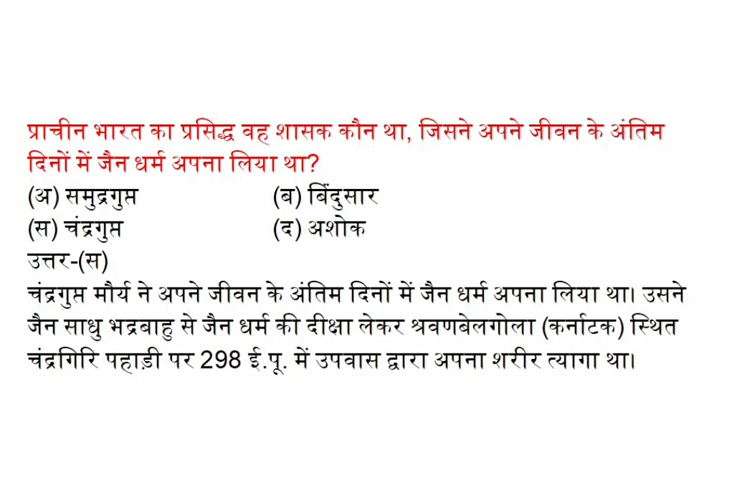 प्राचीन भारत का प्रसिद्ध वह शासक कौन था, जिसने अपने जीवन के अंतिम
दिनों में जैन धर्म अपना लिया था?
(अ) समुद्रगुप्त (ब) बिंदुसार
(स) चंद्रगुप्त (द) अशोक
उत्तर-(स)
चंद्रगुप्त मौर्य ने अपने जीवन के अंतिम दिनों में जैन धर्म अपना लिया था। उसने
जैन साधु भद्रबाहु से जैन धर्म की दीक्षा लेकर श्रवणबेलगोला (कर्नाटक) स्थित
चंद्रगिरि पहाड़ी पर 298 ई.पू. में उपवास द्वारा अपना शरीर त्यागा था।